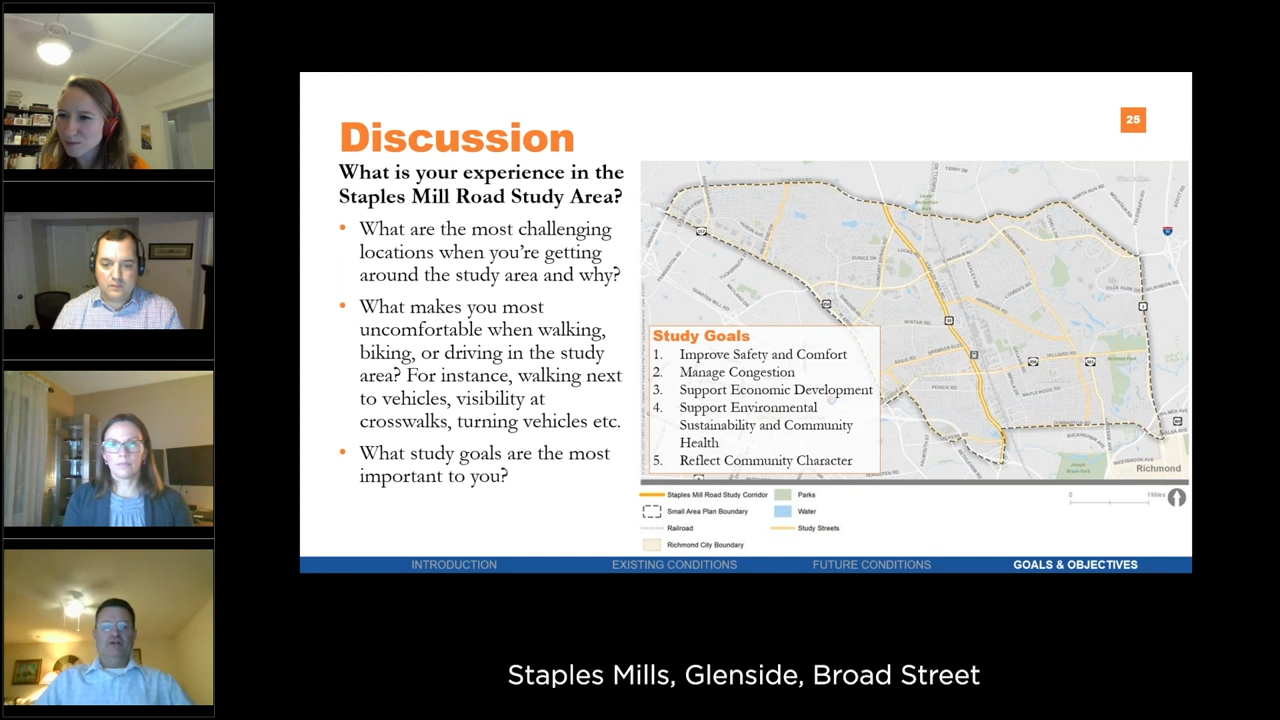 Discussion
25
What is your experience in the
Staples Mill Road Study Area?
• What are the most challenging
locations when you're getting
around the study area and why?
• What makes you most
uncomfortable when walking,
biking, or driving in the study
area? For instance, walking next
to vehicles, visibility at
crosswalks, turning vehicles etc.
• What study goals are the most
important to you?
Study Goals
1. Improve Safety and Comfort
2. Manage Congestion
3. Support Economic Development
4. Support Environmental
Sustainability and Community
Health
5. Reflect Community Character
WISTAR RD
HILLIARD RD
Richmond
Staples Mill Road Study Corridor
Parks
Small Area Plan Boundary
Water
Railroad
Study Streets
Richmond City Boundary
0 1Miles
INTRODUCTION
EXISTING CONDITIONS
FUTURE CONDITIONS
GOALS & OBJECTIVES
Staples Mills, Glenside, Broad Street